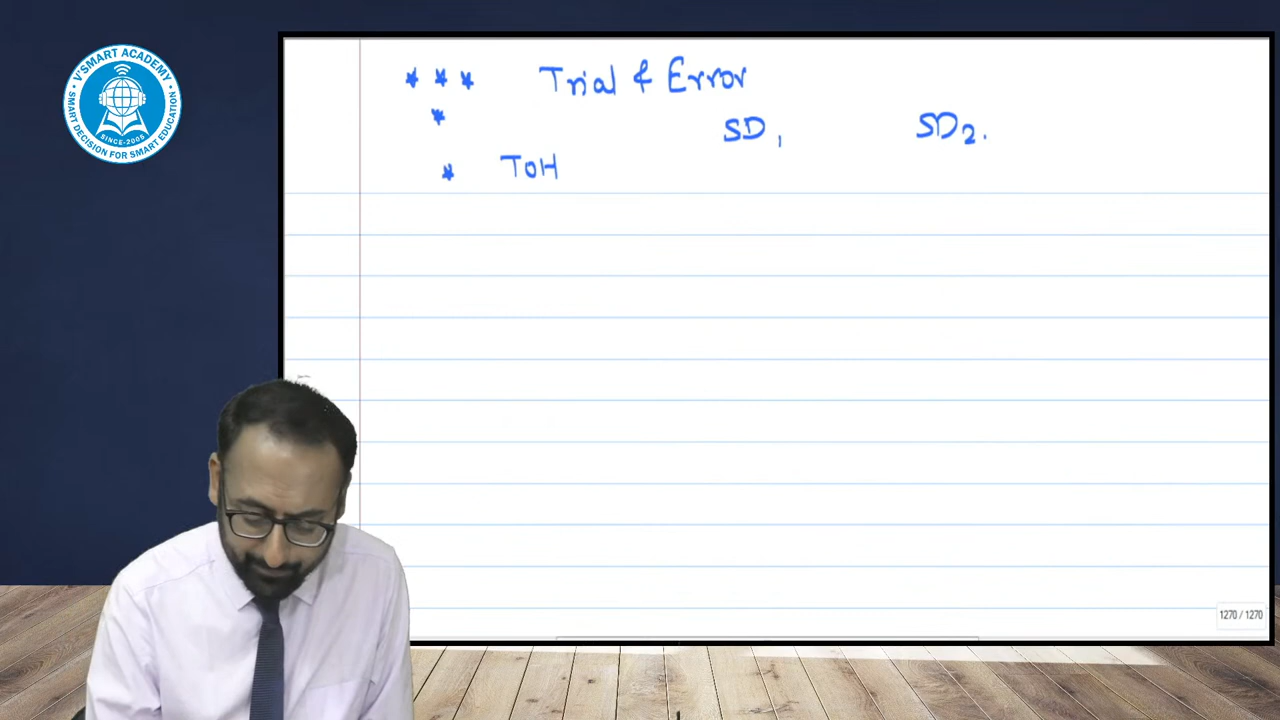 V'SMART ACADEMY
SMART DECISION FOR SMART EDUCATION
SINCE-2005
*** Trial & Error
* SD1 SD2.
* TOH
1270 / 1270